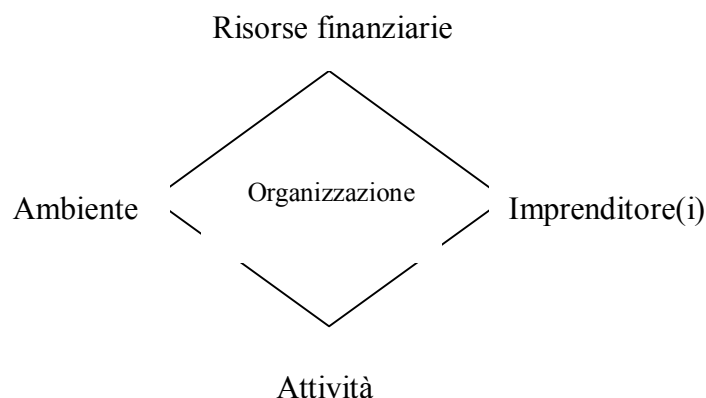 Risorse finanziarie
Ambiente
Organizzazione
Imprenditore(i)
Attività